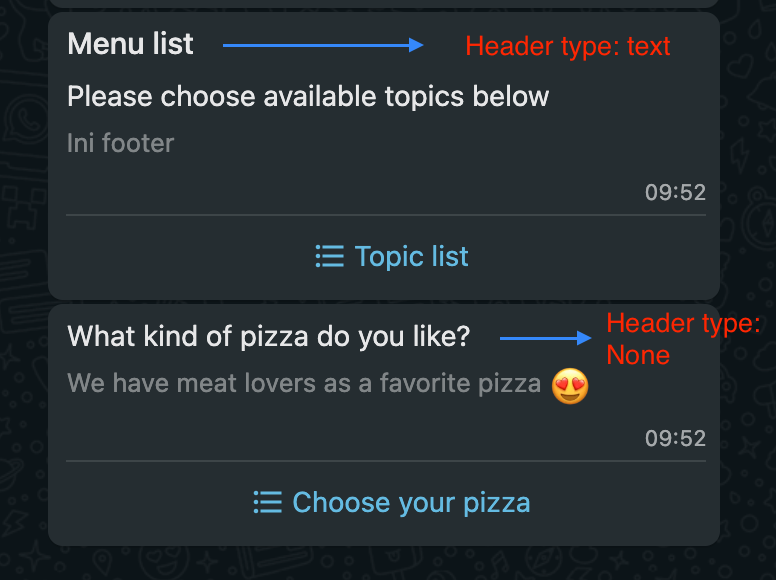 Menu list
Header type: text
Please choose available topics below
Ini footer
09:52
Topic list
What kind of pizza do you like?
Header type:
None
We have meat lovers as a favorite pizza 😍
09:52
Choose your pizza